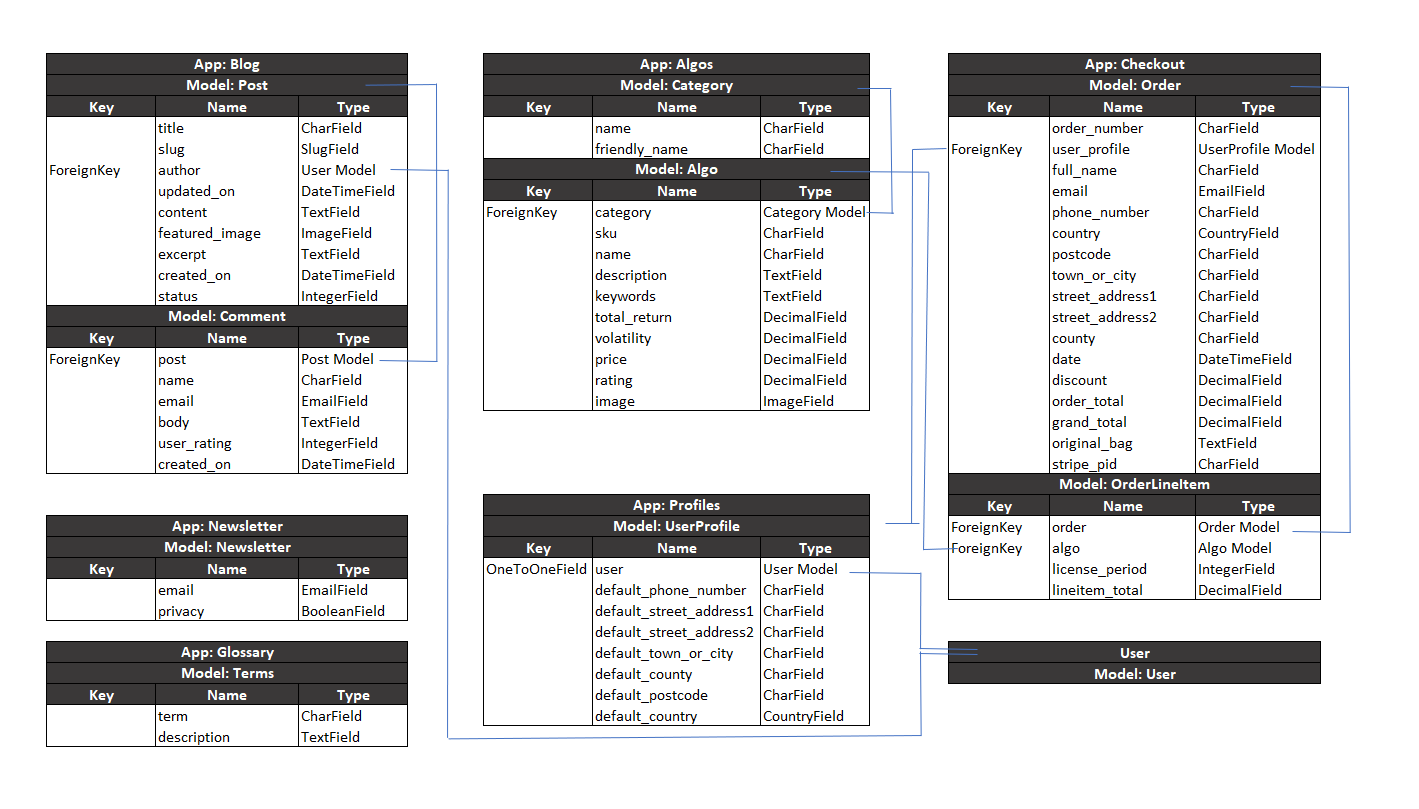 App: Blog
Model: Post
Key Name Type
title CharField
slug SlugField
ForeignKey author User Model
updated_on DateTimeField
content TextField
featured_image ImageField
excerpt TextField
created_on DateTimeField
status IntegerField
Model: Comment
Key Name Type
ForeignKey post Post Model
name CharField
email EmailField
body TextField
user_rating IntegerField
created_on DateTimeField
App: Newsletter
Model: Newsletter
Key Name Type
email EmailField
privacy BooleanField
App: Glossary
Model: Terms
Key Name Type
term CharField
description TextField
App: Algos
Model: Category
Key Name Type
name CharField
friendly_name CharField
Model: Algo
Key Name Type
ForeignKey category Category Model
sku CharField
name CharField
description TextField
keywords TextField
total_return DecimalField
volatility DecimalField
price DecimalField
rating DecimalField
image ImageField
App: Profiles
Model: UserProfile
Key Name Type
OneToOneField user User Model
default_phone_number CharField
default_street_address1 CharField
default_street_address2 CharField
default_town_or_city CharField
default_county CharField
default_postcode CharField
default_country CountryField
App: Checkout
Model: Order
Key Name Type
order_number CharField
ForeignKey user_profile UserProfile Model
full_name CharField
email EmailField
phone_number CharField
country CountryField
postcode CharField
town_or_city CharField
street_address1 CharField
street_address2 CharField
county CharField
date DateTimeField
discount DecimalField
order_total DecimalField
grand_total DecimalField
original_bag TextField
stripe_pid CharField
Model: OrderLineItem
Key Name Type
ForeignKey order Order Model
ForeignKey algo Algo Model
license_period IntegerField
lineitem_total DecimalField
User
Model: User